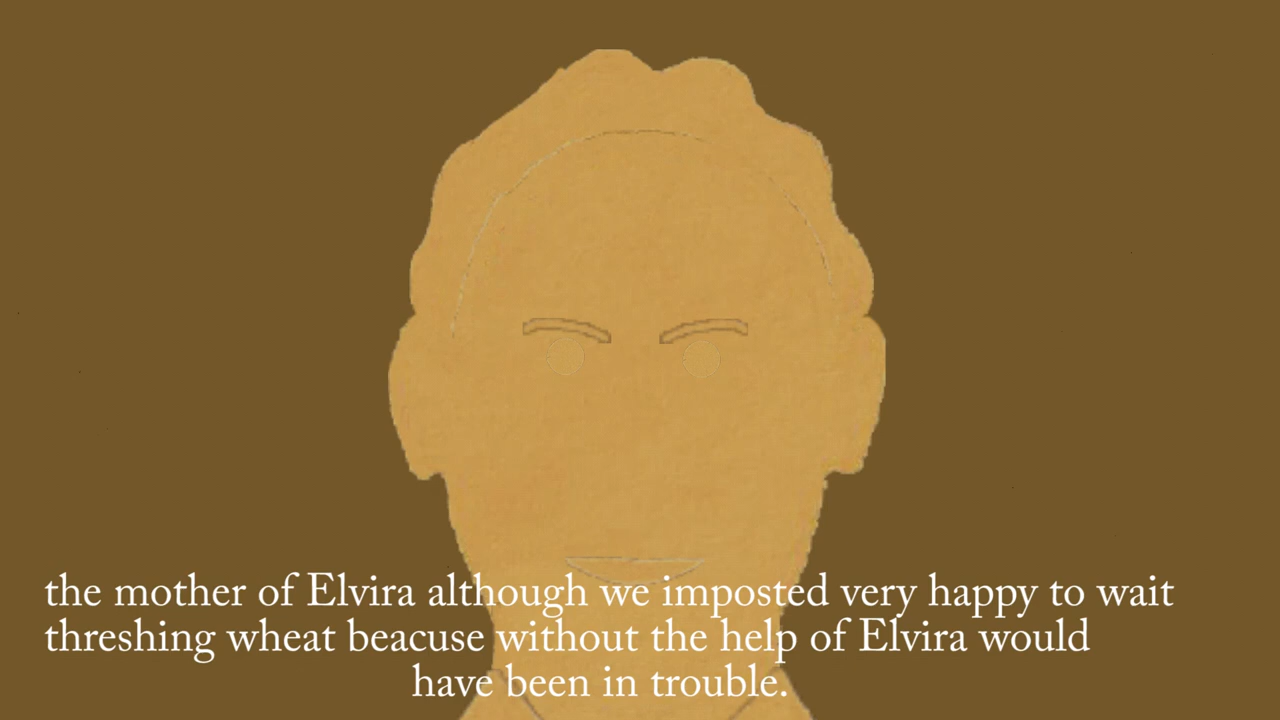 the mother of Elvira although we imposted very happy to wait
threshing wheat beacuse without the help of Elvira would
have been in trouble.